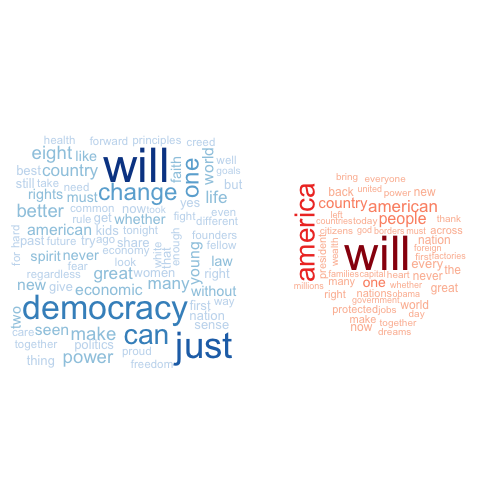 health forward principles creed
eight like will faith one world well goals
best country but
still take need change life
rights must
better common now took yes
rule get whether fight even different
american kids young founders
for hard past future try ago share white that enough fellow
spirit never economy law
fear look women right
regardless great many
new give economic without
two democracy first way
nation
care seen make can sense
together politics just
thing power proud
freedom
bring everyone
america back united power new
country american
left people thank
citizens god borders must across
presidents will nation
countries today spirit first factories
wealth foreign
families capital heart every the
millions many one never
right nations obama great
government world
protected jobs day
make together
now dreams